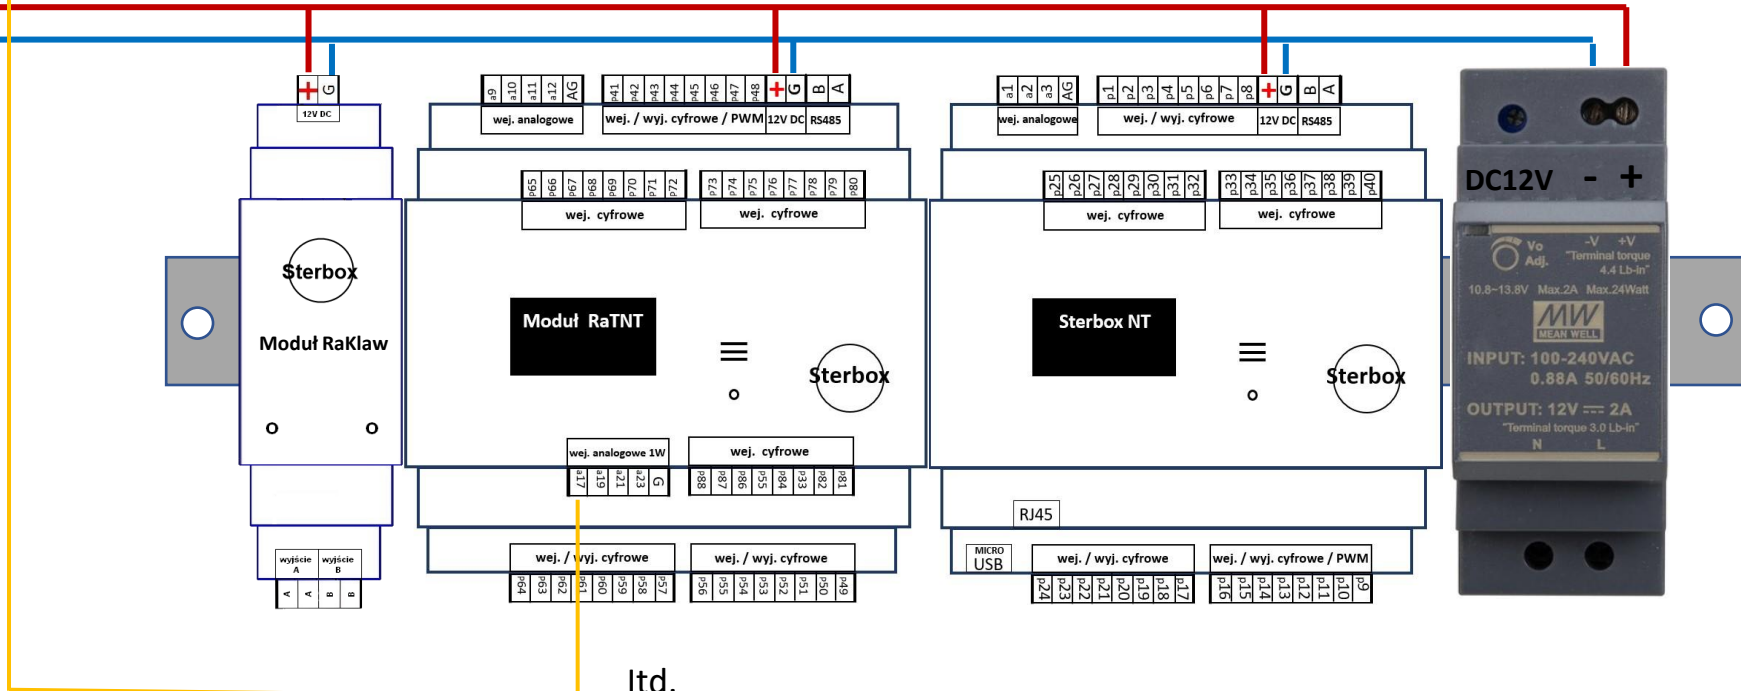 + G
12V DC
Sterbox
Moduł RaKlaw
wyjście A wyjście B
A A B B
a9 a10 a11 a12 AG
wej. analogowe
p41 p42 p43 p44 p45 p46 p47 p48 + G B A
wej. / wyj. cyfrowe / PWM 12V DC RS485
p65 p66 p67 p68 p69 p70 p71 p72
wej. cyfrowe
p73 p74 p75 p76 p77 p78 p79 p80
wej. cyfrowe
Moduł RaTNT
Sterbox
wej. analogowe 1W
a17 a19 a21 a23 G
wej. cyfrowe
p88 p87 p86 p55 p84 p33 p82 p81
wej. / wyj. cyfrowe
p64 p63 p62 p61 p60 p59 p58 p57
wej. / wyj. cyfrowe
p56 p55 p54 p53 p52 p51 p50 p49
a1 a2 a3 AG
wej. analogowe
p1 p2 p3 p4 p5 p6 p7 p8 + G B A
wej. / wyj. cyfrowe 12V DC RS485
p25 p26 p27 p28 p29 p30 p31 p32
wej. cyfrowe
p33 p34 p35 p36 p37 p38 p39 p40
wej. cyfrowe
Sterbox NT
Sterbox
RJ45
MICRO
USB
wej. / wyj. cyfrowe
p24 p23 p22 p21 p20 p19 p18 p17
wej. / wyj. cyfrowe / PWM
p16 p15 p14 p13 p12 p11 p10 p9
DC12V - +
Vo Adj.
-V +V
"Terminal torque
4.4 Lb-in"
10.8~13.8V Max.2A Max.24Watt
MW
MEAN WELL
INPUT: 100-240VAC
0.88A 50/60Hz
OUTPUT: 12V 2A
"Terminal torque 3.0 Lb-in"
N L
Itd.